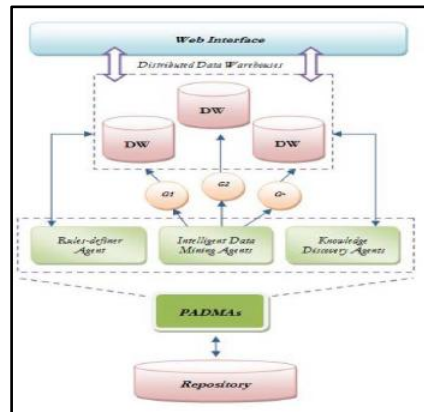 Web Interface
Distributed Data Warehouses
DW
DW
DW
G1
G2
Rules-definer
Agent
Intelligent Data
Mining Agents
Knowledge
Discovery Agents
PADMAs
Repository